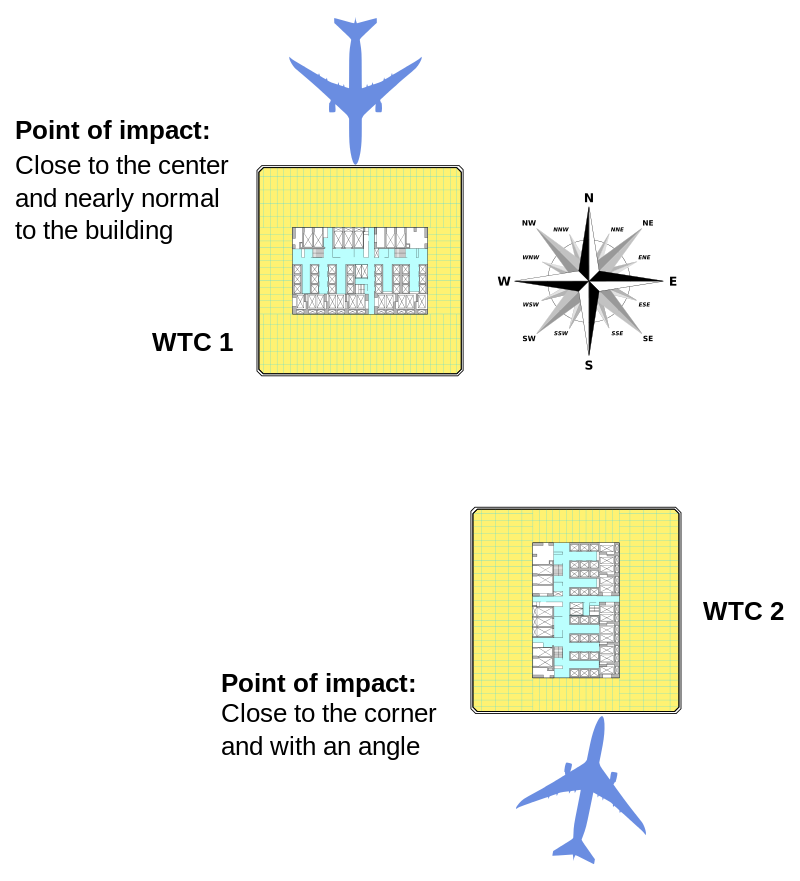 Point of impact:
Close to the center
and nearly normal
to the building
WTC 1
N
NNW
NNE
NW
NE
WNW
ENE
W
E
WSW
ESE
SW
SE
SSW
SSE
S
WTC 2
Point of impact:
Close to the corner
and with an angle